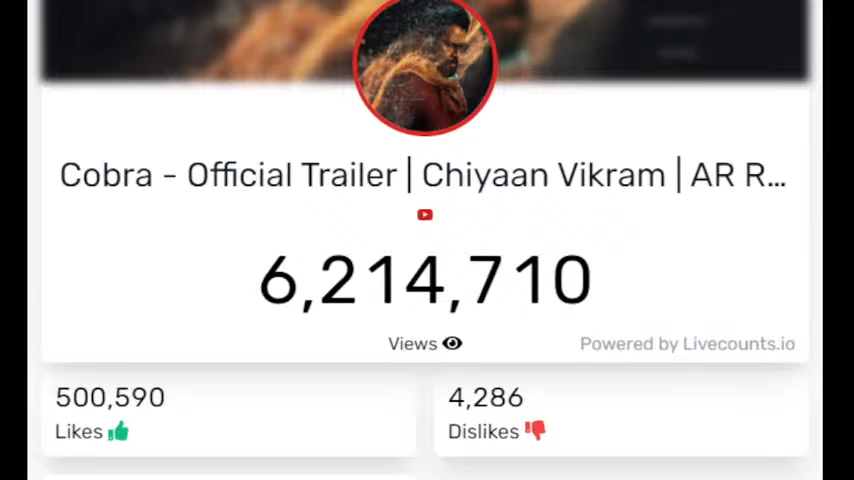 Cobra - Official Trailer | Chiyaan Vikram | AR R...
6,214,710
Views
Powered by Livecounts.io
500,590
Likes
4,286
Dislikes